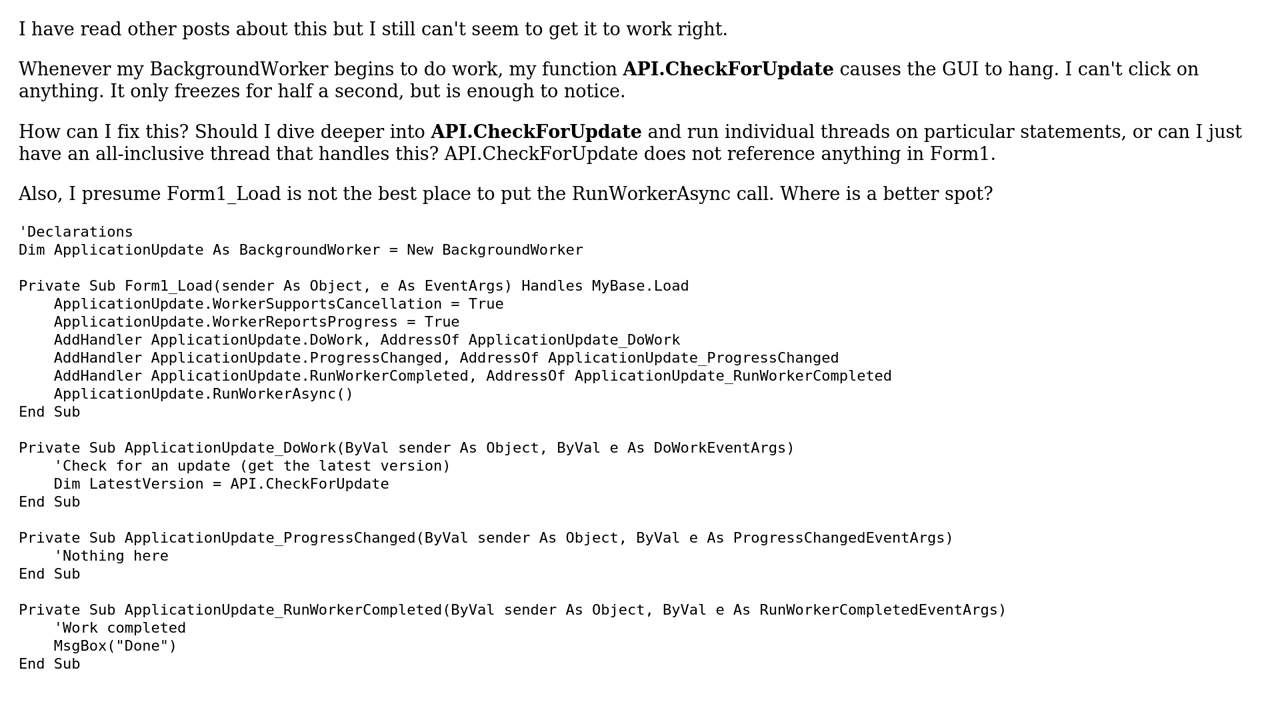 I have read other posts about this but I still can't seem to get it to work right.
Whenever my BackgroundWorker begins to do work, my function API.CheckForUpdate causes the GUI to hang. I can't click on
anything. It only freezes for half a second, but is enough to notice.
How can I fix this? Should I dive deeper into API.CheckForUpdate and run individual threads on particular statements, or can I just
have an all-inclusive thread that handles this? API.CheckForUpdate does not reference anything in Form1.
Also, I presume Form1_Load is not the best place to put the RunWorkerAsync call. Where is a better spot?
'Declarations
Dim ApplicationUpdate As BackgroundWorker = New BackgroundWorker
Private Sub Form1_Load(sender As Object, e As EventArgs) Handles MyBase.Load
    ApplicationUpdate.WorkerSupportsCancellation = True
    ApplicationUpdate.WorkerReportsProgress = True
    AddHandler ApplicationUpdate.DoWork, AddressOf ApplicationUpdate_DoWork
    AddHandler ApplicationUpdate.ProgressChanged, AddressOf ApplicationUpdate_ProgressChanged
    AddHandler ApplicationUpdate.RunWorkerCompleted, AddressOf ApplicationUpdate_RunWorkerCompleted
    ApplicationUpdate.RunWorkerAsync()
End Sub
Private Sub ApplicationUpdate_DoWork(ByVal sender As Object, ByVal e As DoWorkEventArgs)
    'Check for an update (get the latest version)
    Dim LatestVersion = API.CheckForUpdate
End Sub
Private Sub ApplicationUpdate_ProgressChanged(ByVal sender As Object, ByVal e As ProgressChangedEventArgs)
    'Nothing here
End Sub
Private Sub ApplicationUpdate_RunWorkerCompleted(ByVal sender As Object, ByVal e As RunWorkerCompletedEventArgs)
    'Work completed
    MsgBox("Done")
End Sub